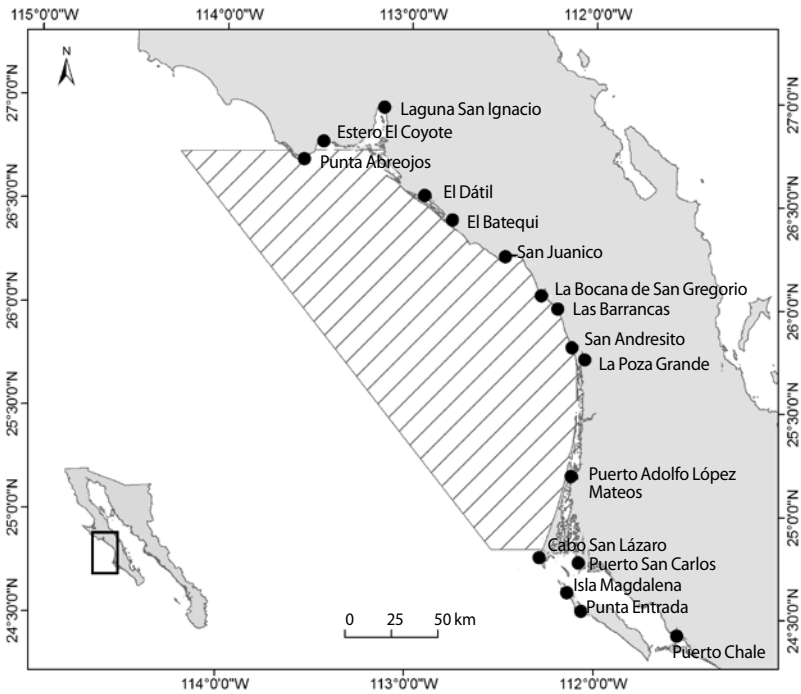 115°0'0"W
114°0'0"W
113°0'0"W
112°0'0"W
N
27°0'0"N
27°0'0"N
Laguna San Ignacio
Estero El Coyote
Punta Abreojos
El Dátil
26°30'0"N
26°30'0"N
El Batequi
San Juanico
La Bocana de San Gregorio
26°0'0"N
26°0'0"N
Las Barrancas
San Andresito
La Poza Grande
25°30'0"N
25°30'0"N
Puerto Adolfo López
Mateos
25°0'0"N
25°0'0"N
Cabo San Lázaro
Puerto San Carlos
Isla Magdalena
Punta Entrada
24°30'0"N
24°30'0"N
0 25 50 km
Puerto Chale
114°0'0"W
113°0'0"W
112°0'0"W